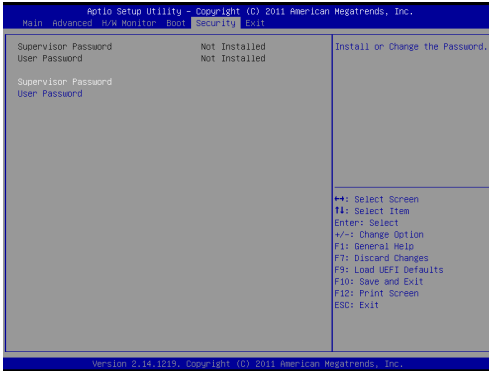 Aptio Setup Utility – Copyright (C) 2011 American Megatrends, Inc.
Main Advanced H/W Monitor Boot Security Exit
Supervisor Password Not Installed
User Password Not Installed
Supervisor Password
User Password
Install or Change the Password.
↔: Select Screen
↑↓: Select Item
Enter: Select
+/-: Change Option
F1: General Help
F7: Discard Changes
F9: Load UEFI Defaults
F10: Save and Exit
F12: Print Screen
ESC: Exit
Version 2.14.1219. Copyright (C) 2011 American Megatrends, Inc.